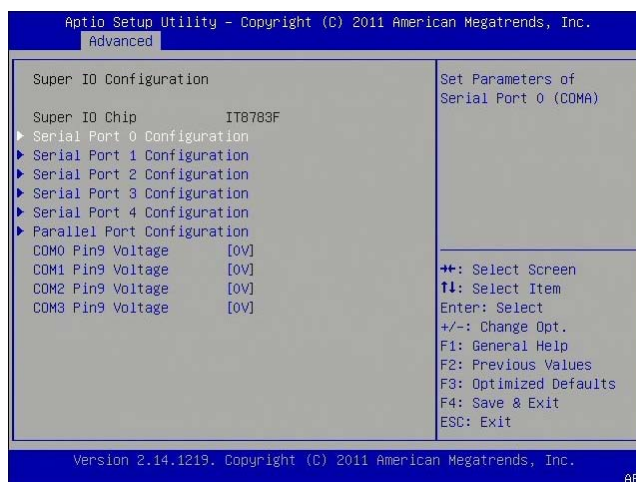 Aptio Setup Utility – Copyright (C) 2011 American Megatrends, Inc.
Advanced
Super IO Configuration
Super IO Chip IT8783F
Serial Port 0 Configuration
Serial Port 1 Configuration
Serial Port 2 Configuration
Serial Port 3 Configuration
Serial Port 4 Configuration
Parallel Port Configuration
COM0 Pin9 Voltage [0V]
COM1 Pin9 Voltage [0V]
COM2 Pin9 Voltage [0V]
COM3 Pin9 Voltage [0V]
Set Parameters of
Serial Port 0 (COMA)
→←: Select Screen
↑↓: Select Item
Enter: Select
+/-: Change Opt.
F1: General Help
F2: Previous Values
F3: Optimized Defaults
F4: Save & Exit
ESC: Exit
Version 2.14.1219. Copyright (C) 2011 American Megatrends, Inc.